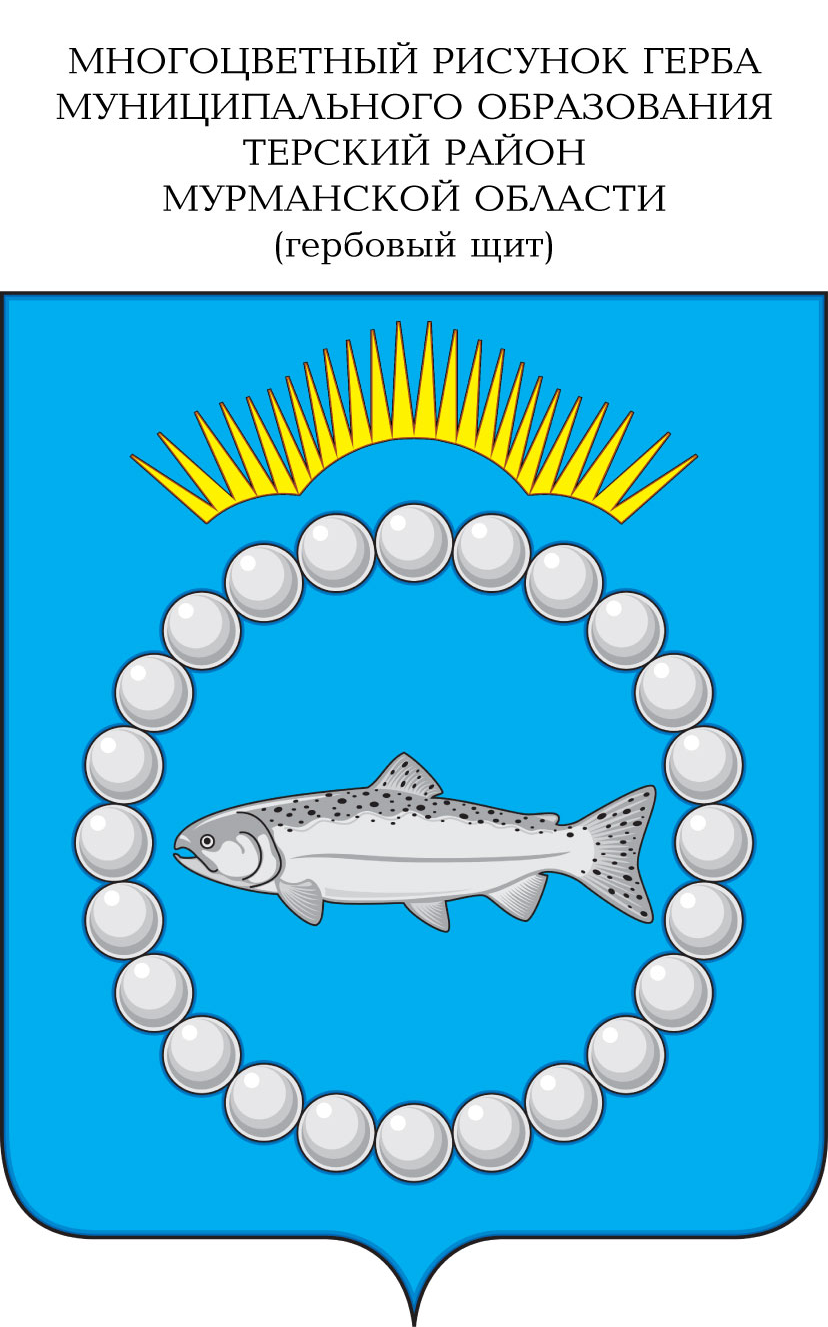 МНОГОЦВЕТНЫЙ РИСУНОК ГЕРБА
МУНИЦИПАЛЬНОГО ОБРАЗОВАНИЯ
ТЕРСКИЙ РАЙОН
МУРМАНСКОЙ ОБЛАСТИ
(гербовый щит)